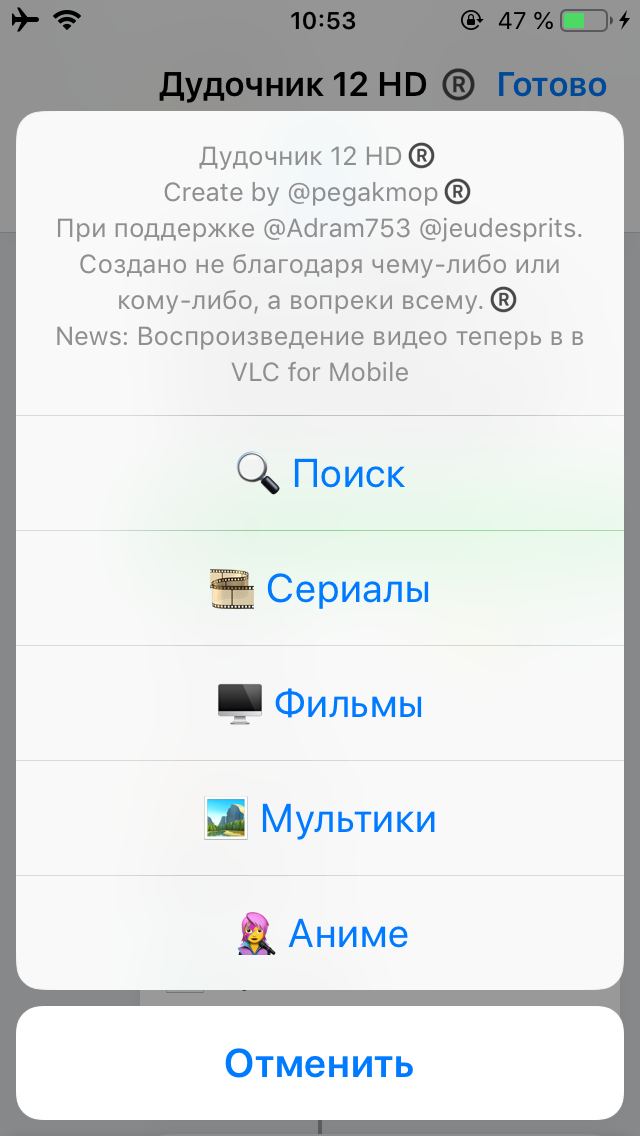 10:53
47 %
Дудочник 12 HD ® Готово
Дудочник 12 HD ®
Create by @pegakmop ®
При поддержке @Adram753 @jeudesprits.
Создано не благодаря чему-либо или
кому-либо, а вопреки всему. ®
News: Воспроизведение видео теперь в в
VLC for Mobile
Поиск
Сериалы
Фильмы
Мультики
Аниме
Отменить